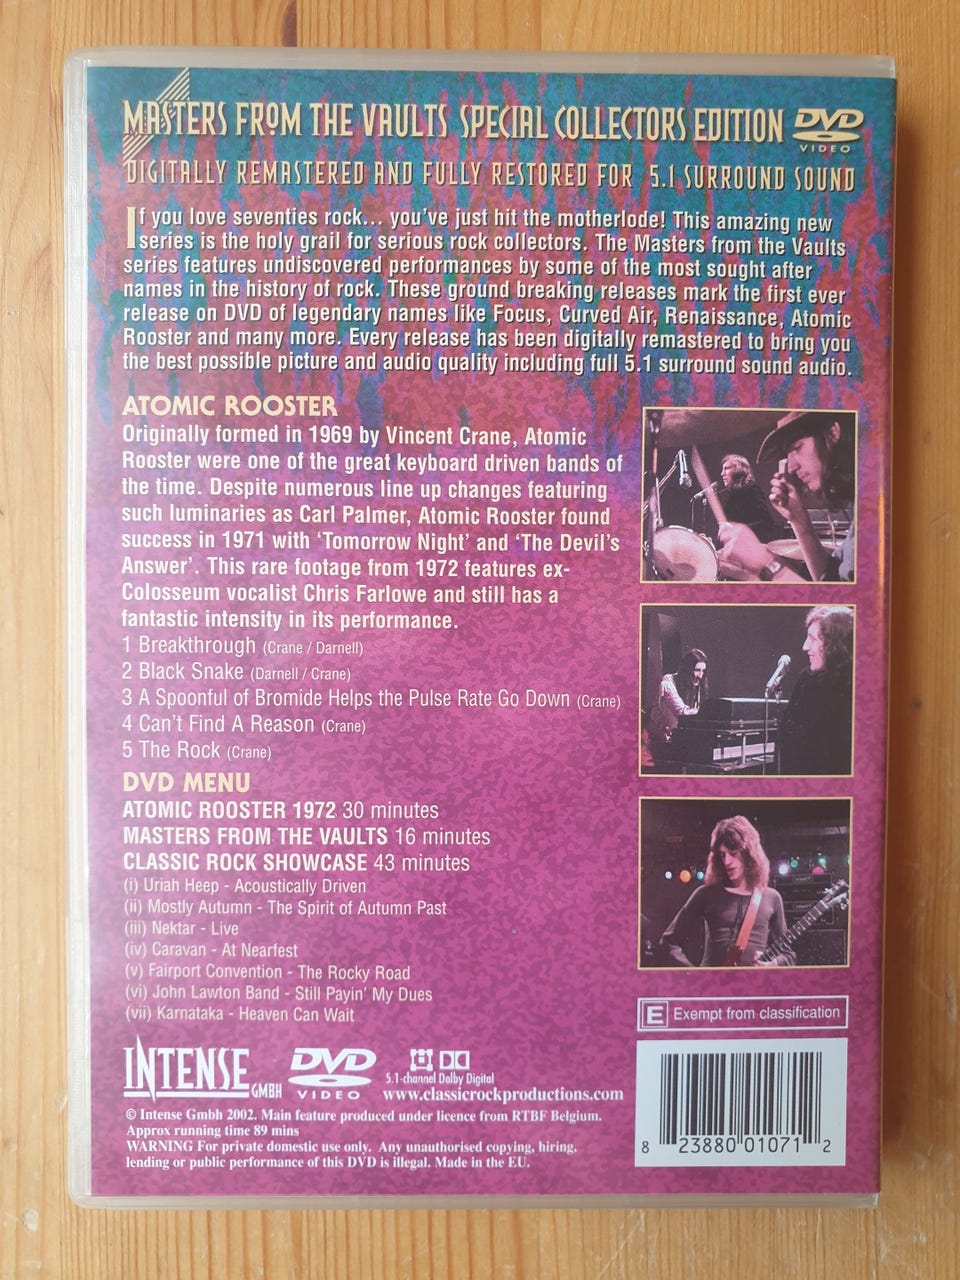 MASTERS FROM THE VAULTS SPECIAL COLLECTORS EDITION DVD
VIDEO
DIGITALLY REMASTERED AND FULLY RESTORED FOR 5.1 SURROUND SOUND
If you love seventies rock... you've just hit the motherlode! This amazing new
series is the holy grail for serious rock collectors. The Masters from the Vaults
series features undiscovered performances by some of the most sought after
names in the history of rock. These ground breaking releases mark the first ever
release on DVD of legendary names like Focus, Curved Air, Renaissance, Atomic
Rooster and many more. Every release has been digitally remastered to bring you
the best possible picture and audio quality including full 5.1 surround sound audio.
ATOMIC ROOSTER
Originally formed in 1969 by Vincent Crane, Atomic
Rooster were one of the great keyboard driven bands of
the time. Despite numerous line up changes featuring
such luminaries as Carl Palmer, Atomic Rooster found
success in 1971 with ‘Tomorrow Night’ and ‘The Devil’s
Answer’. This rare footage from 1972 features ex-
Colosseum vocalist Chris Farlowe and still has a
fantastic intensity in its performance.
1 Breakthrough (Crane / Darnell)
2 Black Snake (Darnell / Crane)
3 A Spoonful of Bromide Helps the Pulse Rate Go Down (Crane)
4 Can't Find A Reason (Crane)
5 The Rock (Crane)
DVD MENU
ATOMIC ROOSTER 1972 30 minutes
MASTERS FROM THE VAULTS 16 minutes
CLASSIC ROCK SHOWCASE 43 minutes
(i) Uriah Heep - Acoustically Driven
(ii) Mostly Autumn - The Spirit of Autumn Past
(iii) Nektar - Live
(iv) Caravan - At Nearfest
(v) Fairport Convention - The Rocky Road
(vi) John Lawton Band - Still Payin' My Dues
(vii) Karnataka - Heaven Can Wait
E Exempt from classification
INTENSE GMBH
DVD
VIDEO
5.1-channel Dolby Digital
www.classicrockproductions.com
© Intense Gmbh 2002. Main feature produced under licence from RTBF Belgium.
Approx running time 89 mins
WARNING For private domestic use only. Any unauthorised copying, hiring,
lending or public performance of this DVD is illegal. Made in the EU.
8 23880 01071 2